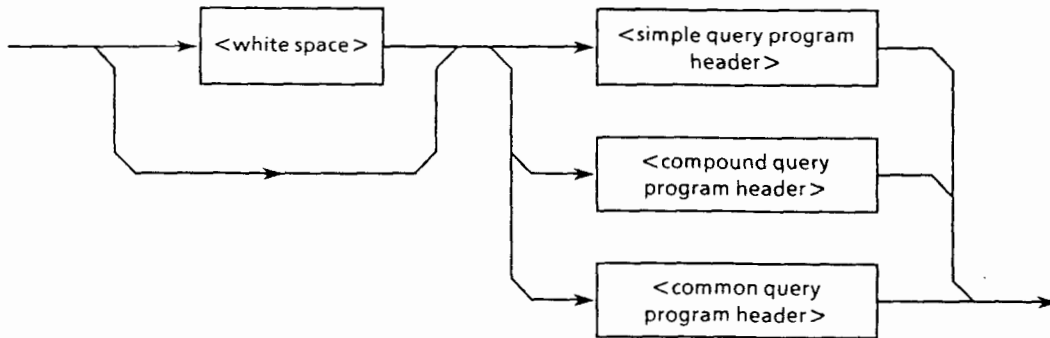 <white space>
<simple query program
header>
<compound query
program header>
<common query
program header>